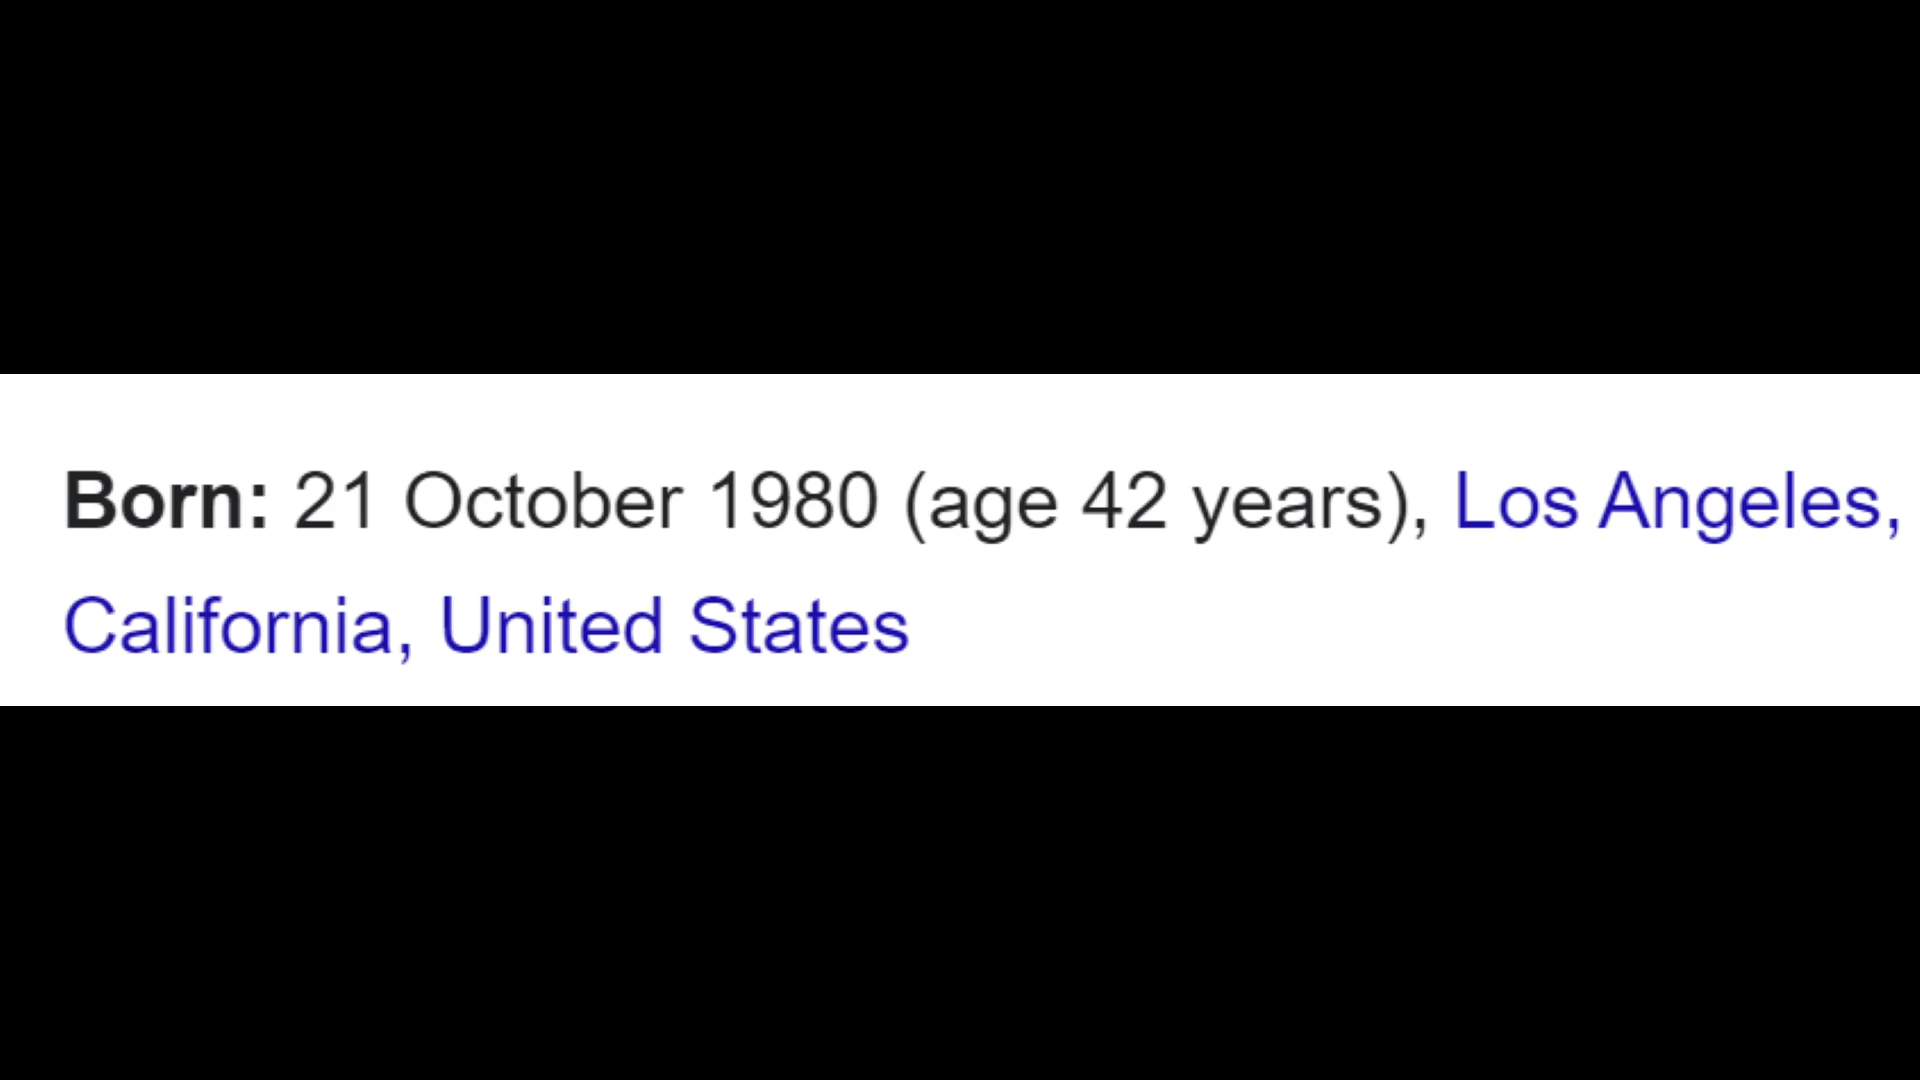 Born: 21 October 1980 (age 42 years), Los Angeles,
California, United States